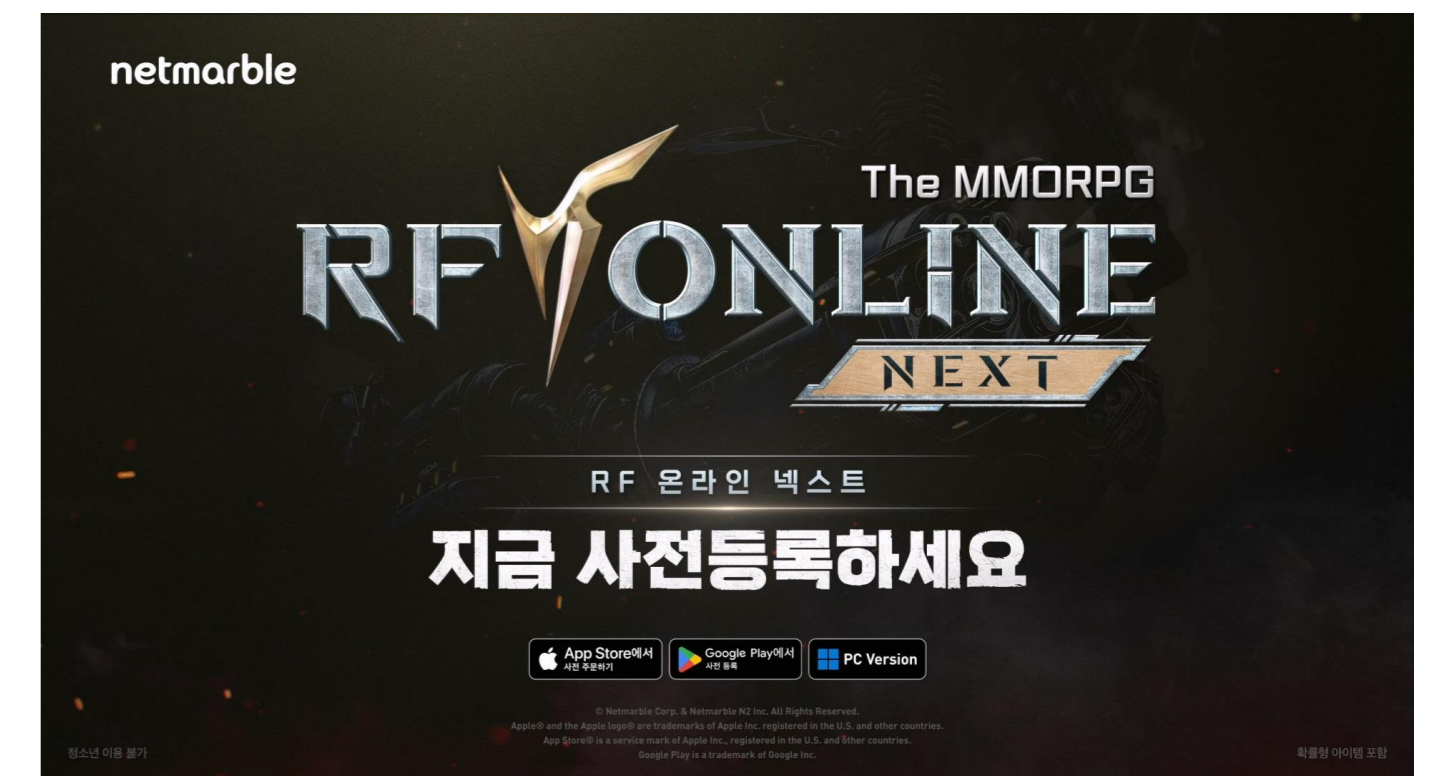 netmarble
The MMORPG
RF ONLINE
NEXT
RF 온라인 넥스트
지금 사전등록하세요
App Store에서
사전 주문하기
Google Play에서
사전 등록
PC Version
© Netmarble Corp. & Netmarble N2 Inc. All Rights Reserved.
Apple® and the Apple logo® are trademarks of Apple Inc. registered in the U.S. and other countries.
App Store® is a service mark of Apple Inc., registered in the U.S. and other countries.
Google Play is a trademark of Google Inc.
청소년 이용 불가
확률형 아이템 포함